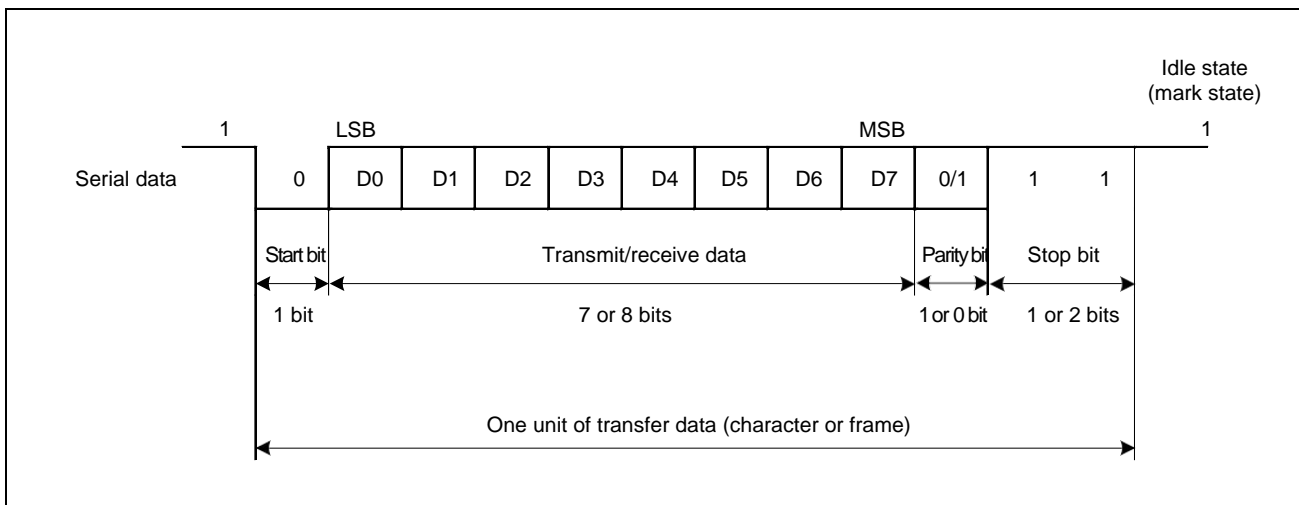 Idle state
(mark state)
1 LSB MSB 1
Serial data 0 D0 D1 D2 D3 D4 D5 D6 D7 0/1 1 1
Start bit Transmit/receive data Parity bit Stop bit
1 bit 7 or 8 bits 1 or 0 bit 1 or 2 bits
One unit of transfer data (character or frame)